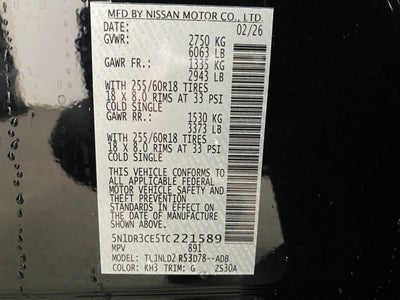 MFD BY NISSAN MOTOR CO., LTD.
DATE: 02/26
GVWR: 2750 KG
6063 LB
GAWR FR.: 1335 KG
2943 LB
WITH 255/60R18 TIRES
18 X 8.0 RIMS AT 33 PSI
COLD SINGLE
GAWR RR.: 1530 KG
3373 LB
WITH 255/60R18 TIRES
18 X 8.0 RIMS AT 33 PSI
COLD SINGLE
THIS VEHICLE CONFORMS TO
ALL APPLICABLE FEDERAL
MOTOR VEHICLE SAFETY AND
THEFT PREVENTION
STANDARDS IN EFFECT ON
THE DATE OF MANUFACTURE
SHOWN ABOVE.
5N1DR3CE5TC221589
MPV 89I
MODEL: R53D78--ADB
COLOR: KH3 TRIM: G ZS30A